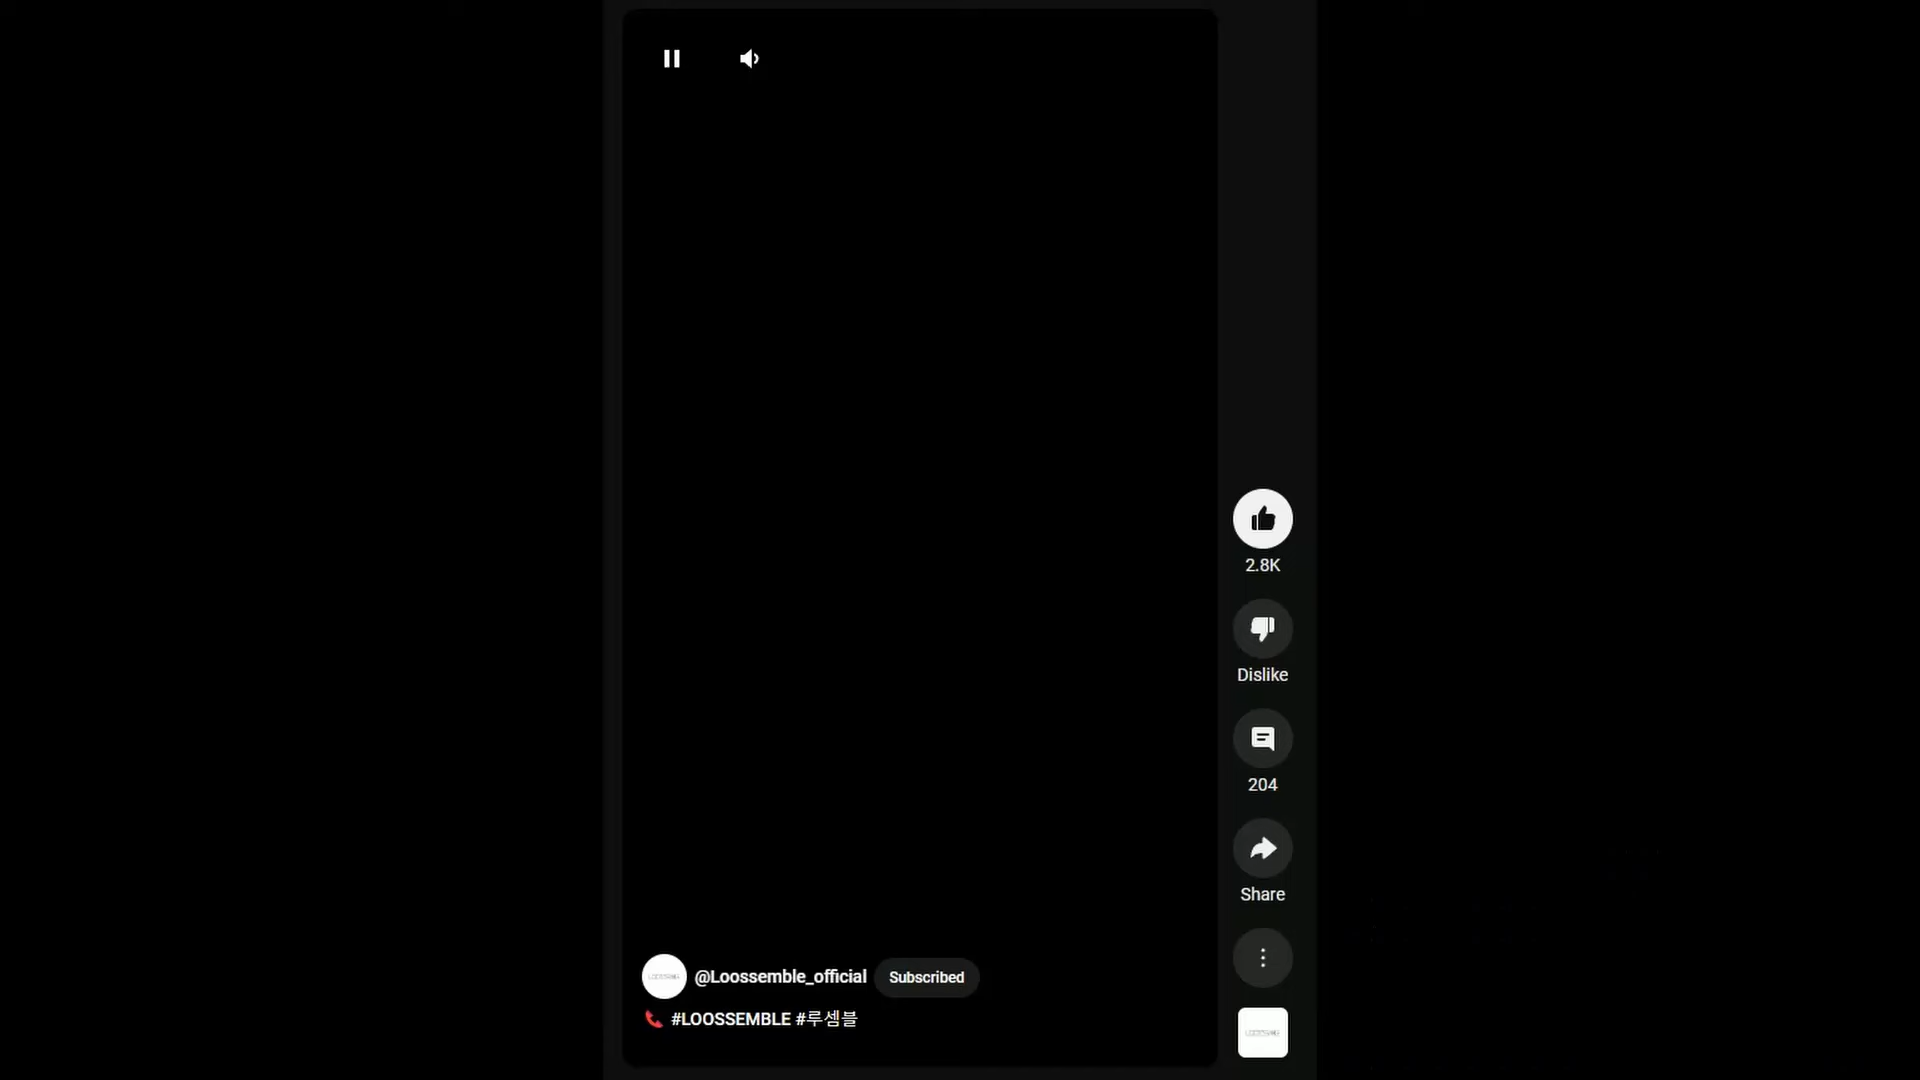 2.8K
Dislike
204
Share
@Loossemble_official Subscribed
#LOOSSEMBLE #루셈블